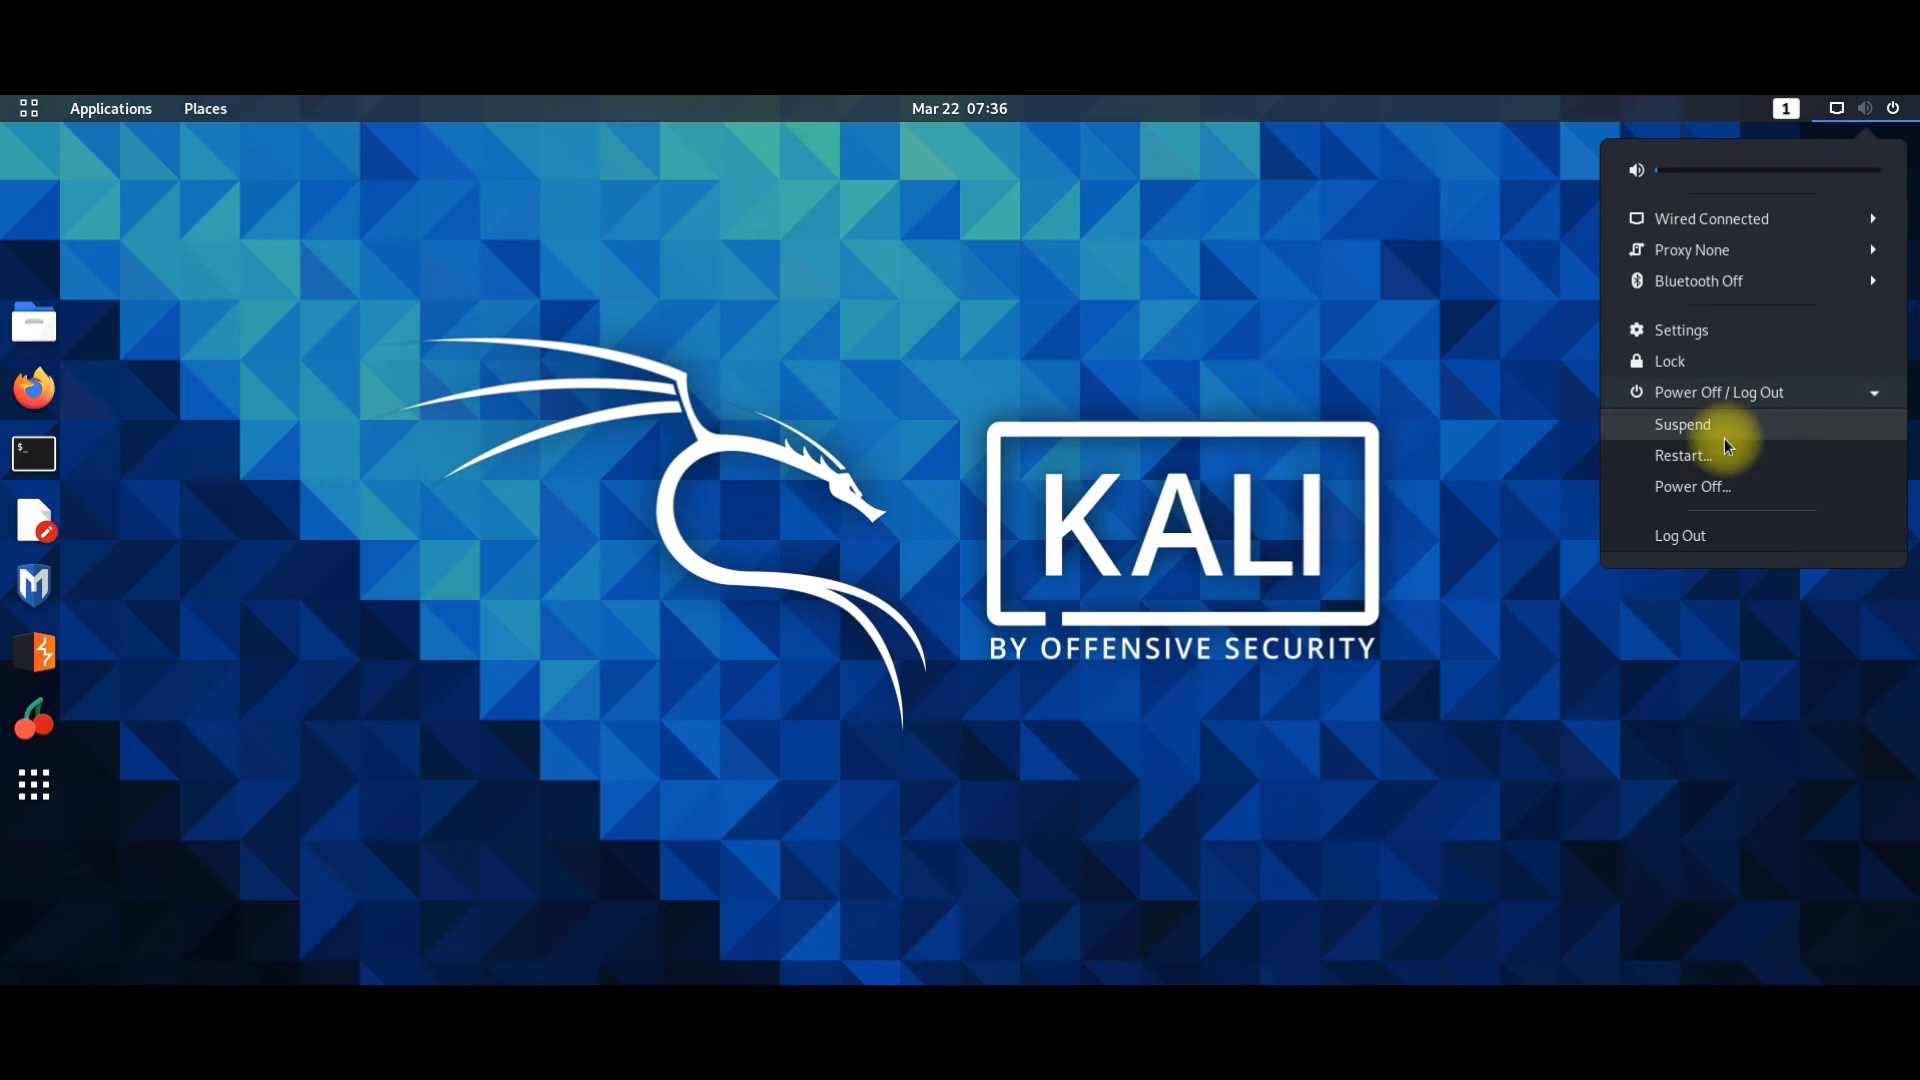 Applications Places Mar 22 07:36 1
Wired Connected
Proxy None
Bluetooth Off
Settings
Lock
Power Off / Log Out
Suspend
Restart...
Power Off...
Log Out
$_
KALI
BY OFFENSIVE SECURITY